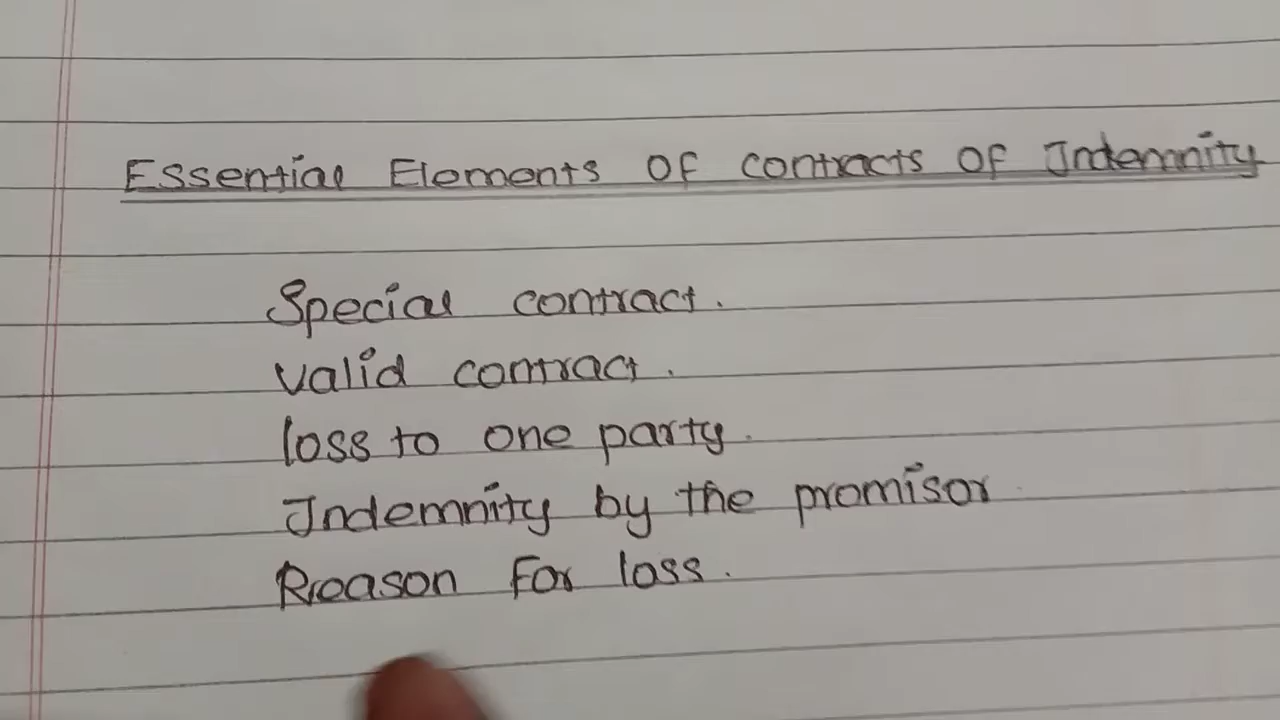 Essential Elements Of contracts Of Indemnity
Special contract.
valid contract.
loss to one party.
Indemnity by the promisor
Reason For loss.